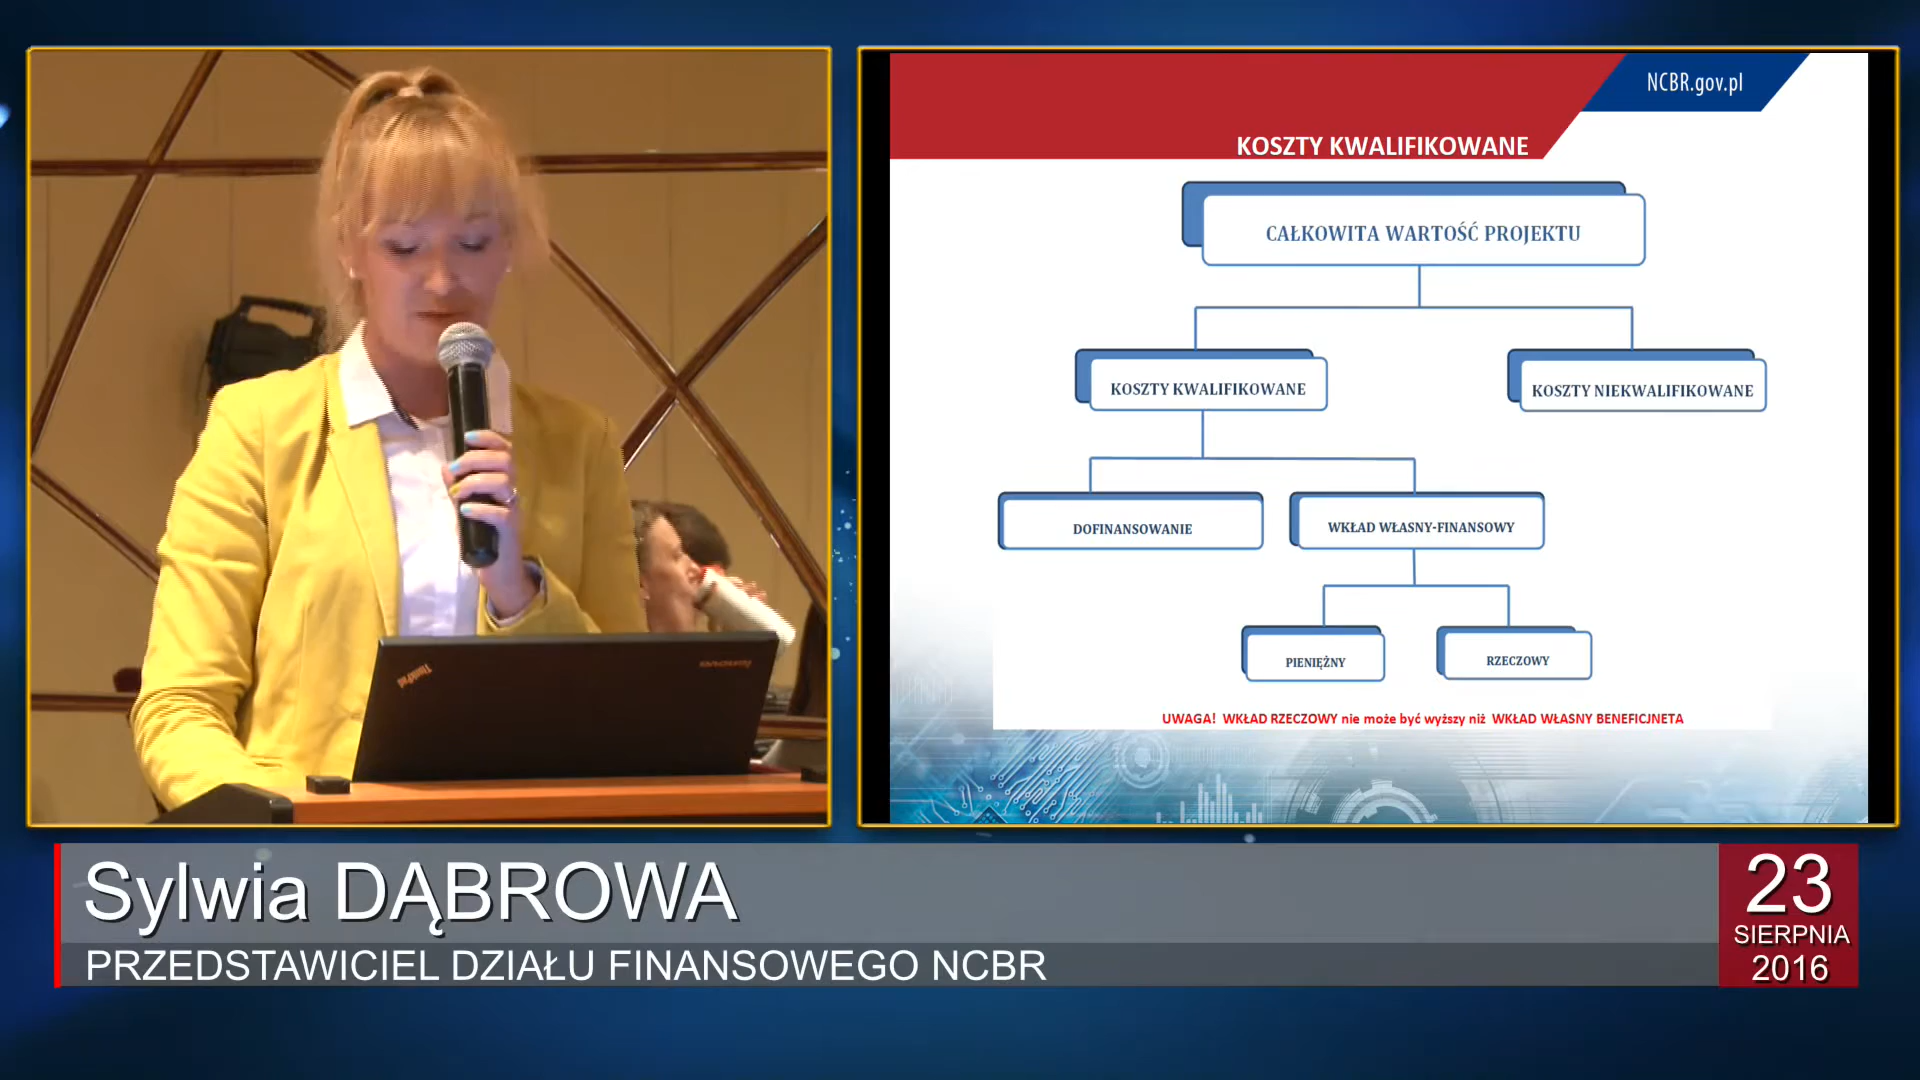 NCBR.gov.pl
KOSZTY KWALIFIKOWANE
CAŁKOWITA WARTOŚĆ PROJEKTU
KOSZTY KWALIFIKOWANE
KOSZTY NIEKWALIFIKOWANE
DOFINANSOWANIE
WKŁAD WŁASNY-FINANSOWY
PIENIĘŻNY
RZECZOWY
UWAGA! WKŁAD RZECZOWY nie może być wyższy niż WKŁAD WŁASNY BENEFICJNETA
ThinkPad
lenovo
Sylwia DĄBROWA
PRZEDSTAWICIEL DZIAŁU FINANSOWEGO NCBR
23
SIERPNIA
2016